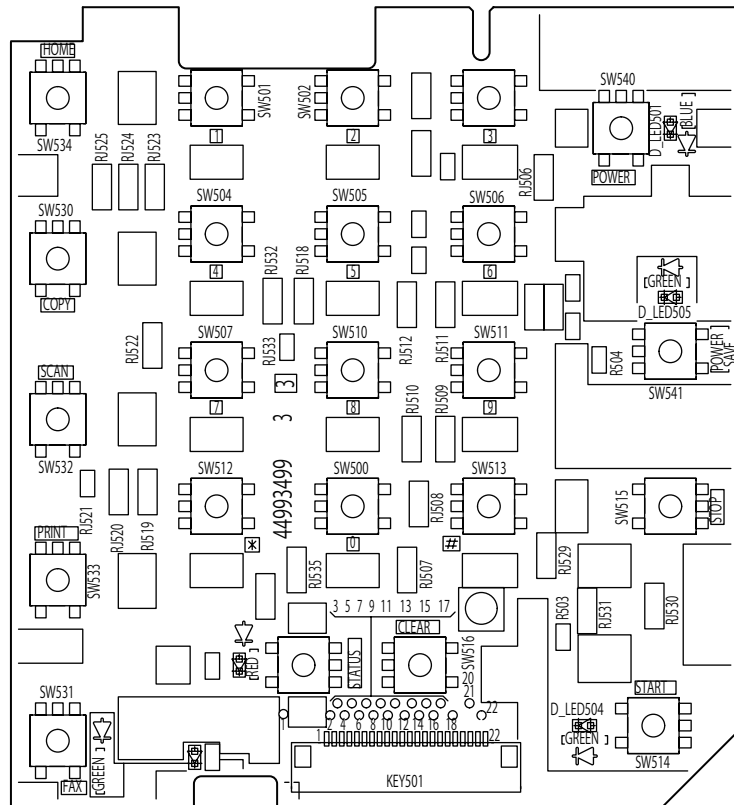 HOME
SW534
SW501
SW502
1
2
3
SW540
D_LED501
[BLUE ]
POWER
RJ525
RJ524
RJ523
RJ506
SW530
COPY
SW504
SW505
SW506
4
5
6
RJ532
RJ518
[GREEN ]
D_LED505
RJ522
RJ533
RJ512
RJ511
SW507
SW510
SW511
7
8
9
3
3
R504
SW541
[POWER SAVE ]
SCAN
SW532
RJ510
RJ509
44993499
SW512
SW500
SW513
*
0
#
RJ508
SW515
STOP
RJ521
RJ520
RJ519
PRINT
SW533
RJ535
RJ507
RJ529
R503
RJ531
RJ530
3 5 7 9 11 13 15 17
[RED ]
STATUS
CLEAR
SW516
20
21
22
1
2 4 6 8 10 12 14 16 18
SW531
FAX
[GREEN ]
1
22
KEY501
START
D_LED504
[GREEN ]
SW514